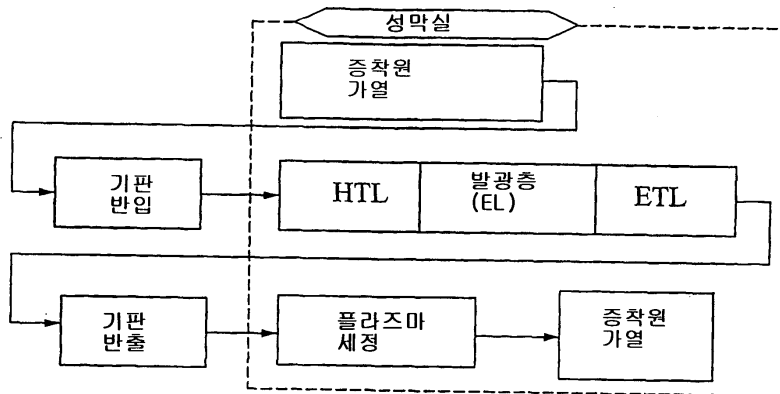 성막실
증착원
가열
기판
반입
HTL
발광층
(EL)
ETL
기판
반출
플라즈마
세정
증착원
가열